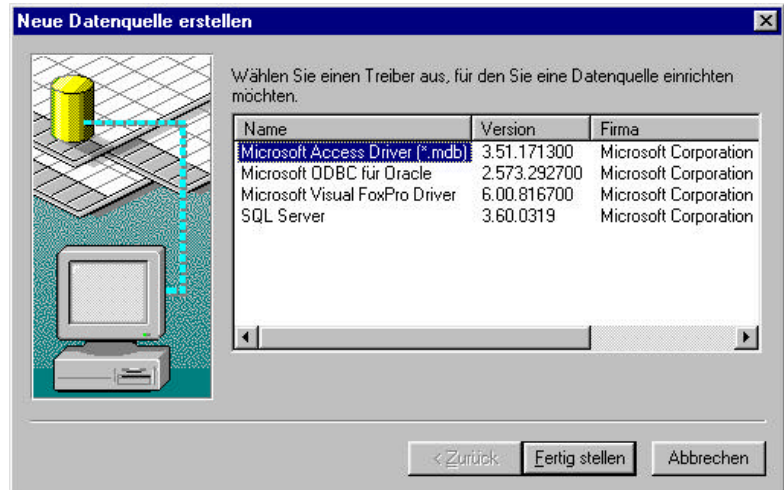 Neue Datenquelle erstellen
Wählen Sie einen Treiber aus, für den Sie eine Datenquelle einrichten
möchten.
Name Version Firma
Microsoft Access Driver (*.mdb) 3.51.171300 Microsoft Corporation
Microsoft ODBC für Oracle 2.573.292700 Microsoft Corporation
Microsoft Visual FoxPro Driver 6.00.816700 Microsoft Corporation
SQL Server 3.60.0319 Microsoft Corporation
< Zurück Fertig stellen Abbrechen